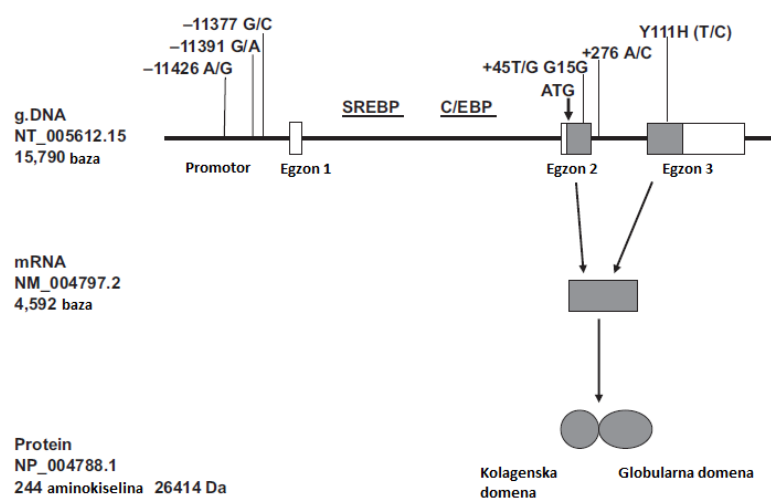 –11377 G/C
–11391 G/A
–11426 A/G
Y111H (T/C)
+276 A/C
+45T/G G15G
ATG
SREBP
C/EBP
g.DNA
NT_005612.15
15,790 baza
Promotor
Egzon 1
Egzon 2
Egzon 3
mRNA
NM_004797.2
4,592 baza
Protein
NP_004788.1
244 aminokiselina 26414 Da
Kolagenska
domena
Globularna domena